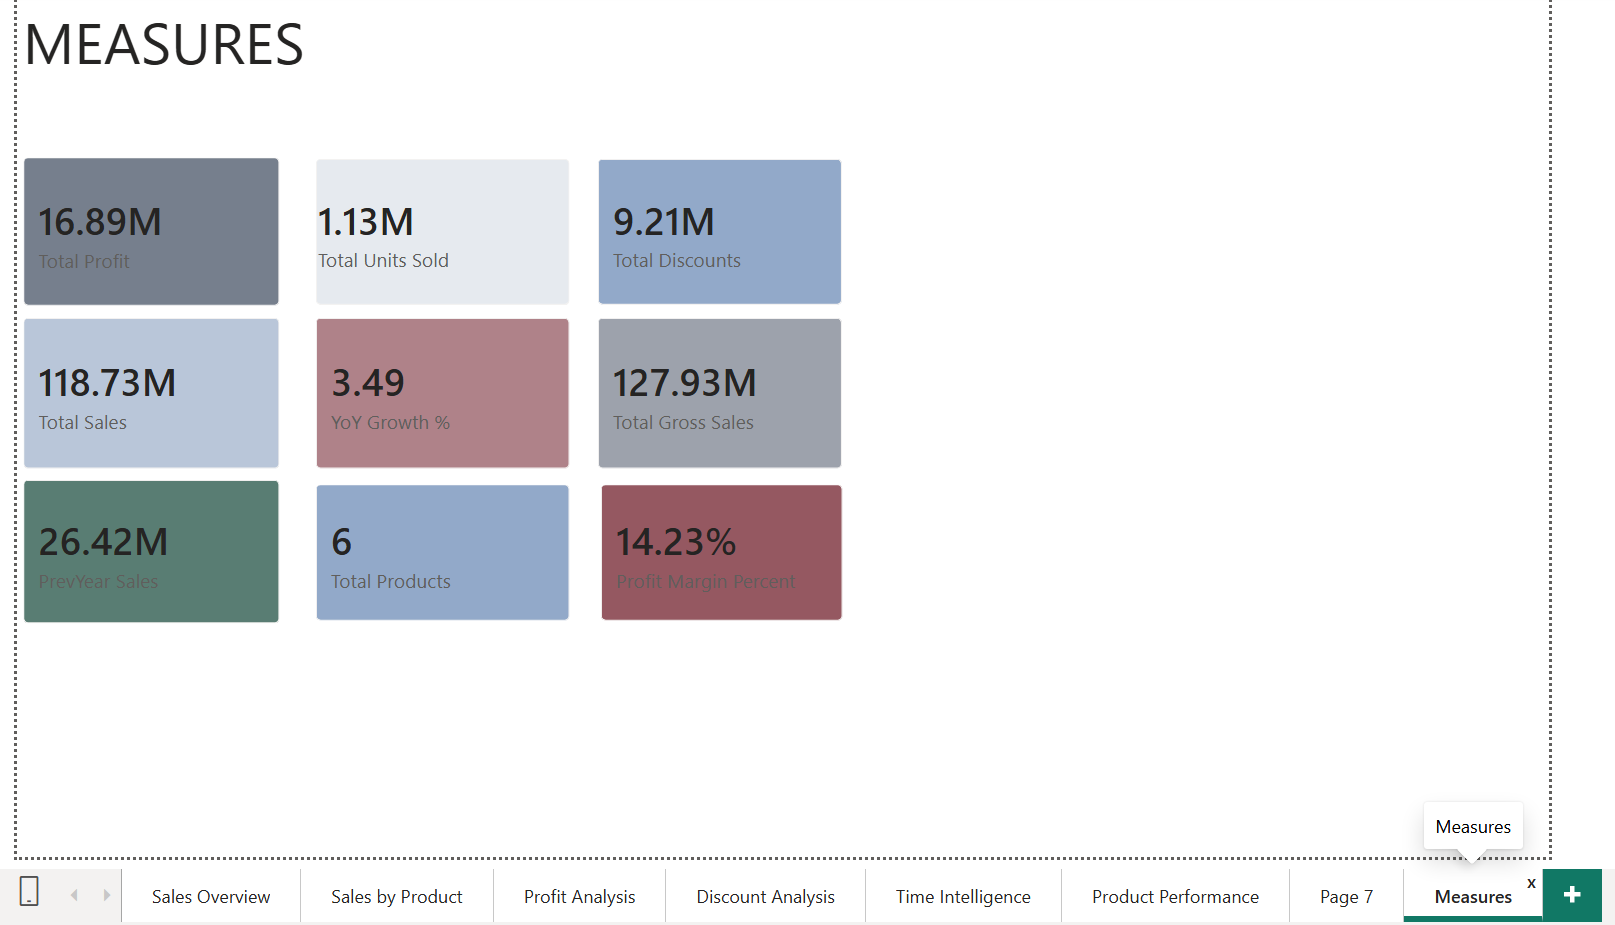 MEASURES
16.89M
Total Profit
1.13M
Total Units Sold
9.21M
Total Discounts
118.73M
Total Sales
3.49
YoY Growth %
127.93M
Total Gross Sales
26.42M
PrevYear Sales
6
Total Products
14.23%
Profit Margin Percent
Measures
Sales Overview
Sales by Product
Profit Analysis
Discount Analysis
Time Intelligence
Product Performance
Page 7
Measures
x